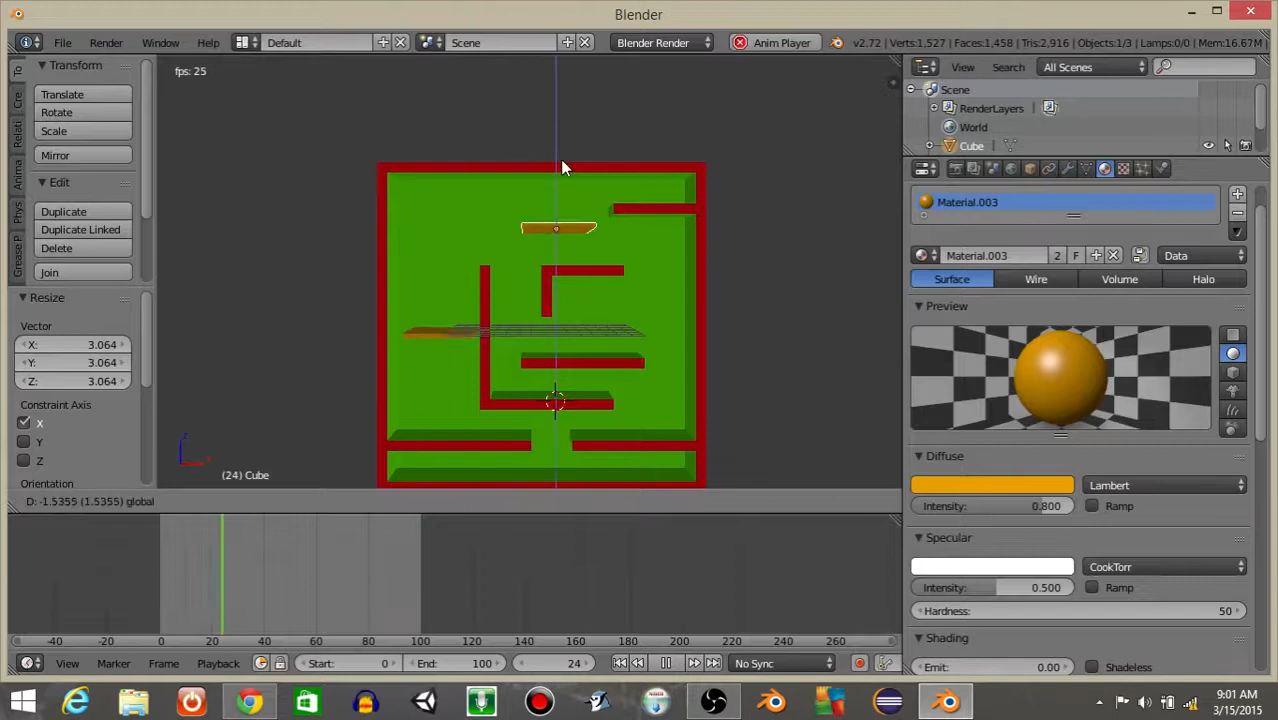 Blender
File Render Window Help Default Scene Blender Render Anim Player v2.72 | Verts:1,527 | Faces:1,458 | Tris:2,916 | Objects:1/3 | Lamps:0/0 | Mem:16.67M
Transform
Translate
Rotate
Scale
Mirror
Edit
Duplicate
Duplicate Linked
Delete
Join
Resize
Vector
X: 3.064
Y: 3.064
Z: 3.064
Constraint Axis
X
Y
Z
Orientation
To
Cre
Relati
Anima
Phys
Grease P
fps: 25
(24) Cube
D: -1.5355 (1.5355) global
View Search All Scenes
Scene
RenderLayers
World
Cube
Material.003
Material.003 2 F Data
Surface Wire Volume Halo
Preview
Diffuse
Lambert
Intensity: 0.800 Ramp
Specular
CookTorr
Intensity: 0.500 Ramp
Hardness: 50
Shading
Emit: 0.00 Shadeless
-40 -20 0 20 40 60 80 100 120 140 160 180 200 220 240 260
View Marker Frame Playback Start: 0 End: 100 24 No Sync
9:01 AM
3/15/2015